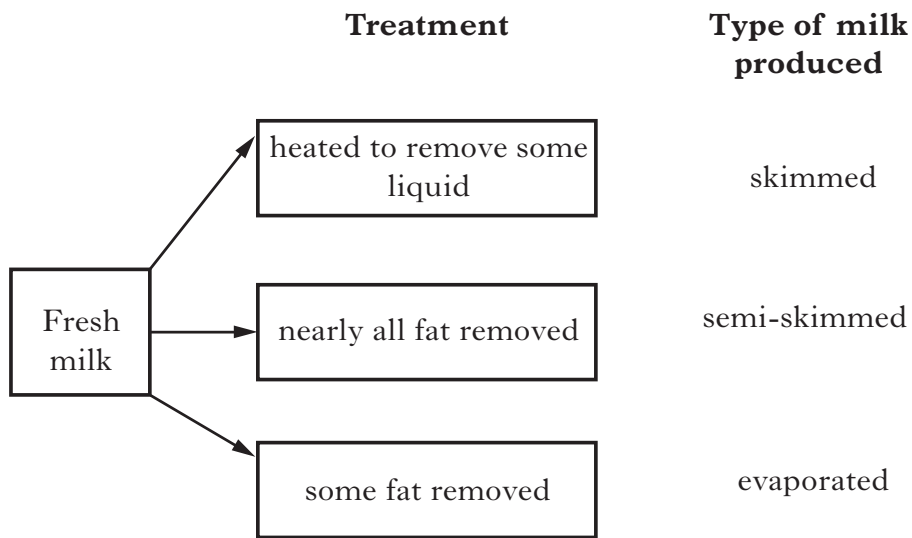 Treatment
Type of milk
produced
heated to remove some
liquid
skimmed
Fresh
milk
nearly all fat removed
semi-skimmed
some fat removed
evaporated